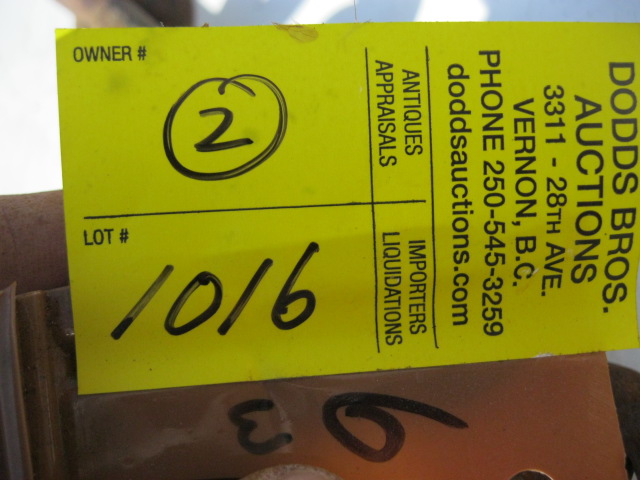 OWNER #
2
LOT #
1016
ANTIQUES
APPRAISALS
IMPORTERS
LIQUIDATIONS
DODDS BROS.
AUCTIONS
3311 - 28TH AVE.
VERNON, B.C.
PHONE 250-545-3259
doddsauctions.com